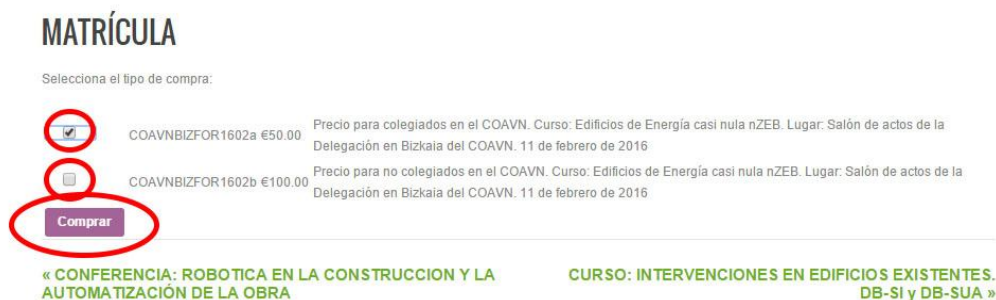 MATRÍCULA
Selecciona el tipo de compra:
COAVNBIZFOR1602a €50.00 Precio para colegiados en el COAVN. Curso: Edificios de Energía casi nula nZEB. Lugar: Salón de actos de la
Delegación en Bizkaia del COAVN. 11 de febrero de 2016
COAVNBIZFOR1602b €100.00 Precio para no colegiados en el COAVN. Curso: Edificios de Energía casi nula nZEB. Lugar: Salón de actos de la
Delegación en Bizkaia del COAVN. 11 de febrero de 2016
Comprar
« CONFERENCIA: ROBOTICA EN LA CONSTRUCCION Y LA
AUTOMATIZACIÓN DE LA OBRA
CURSO: INTERVENCIONES EN EDIFICIOS EXISTENTES.
DB-SI y DB-SUA »